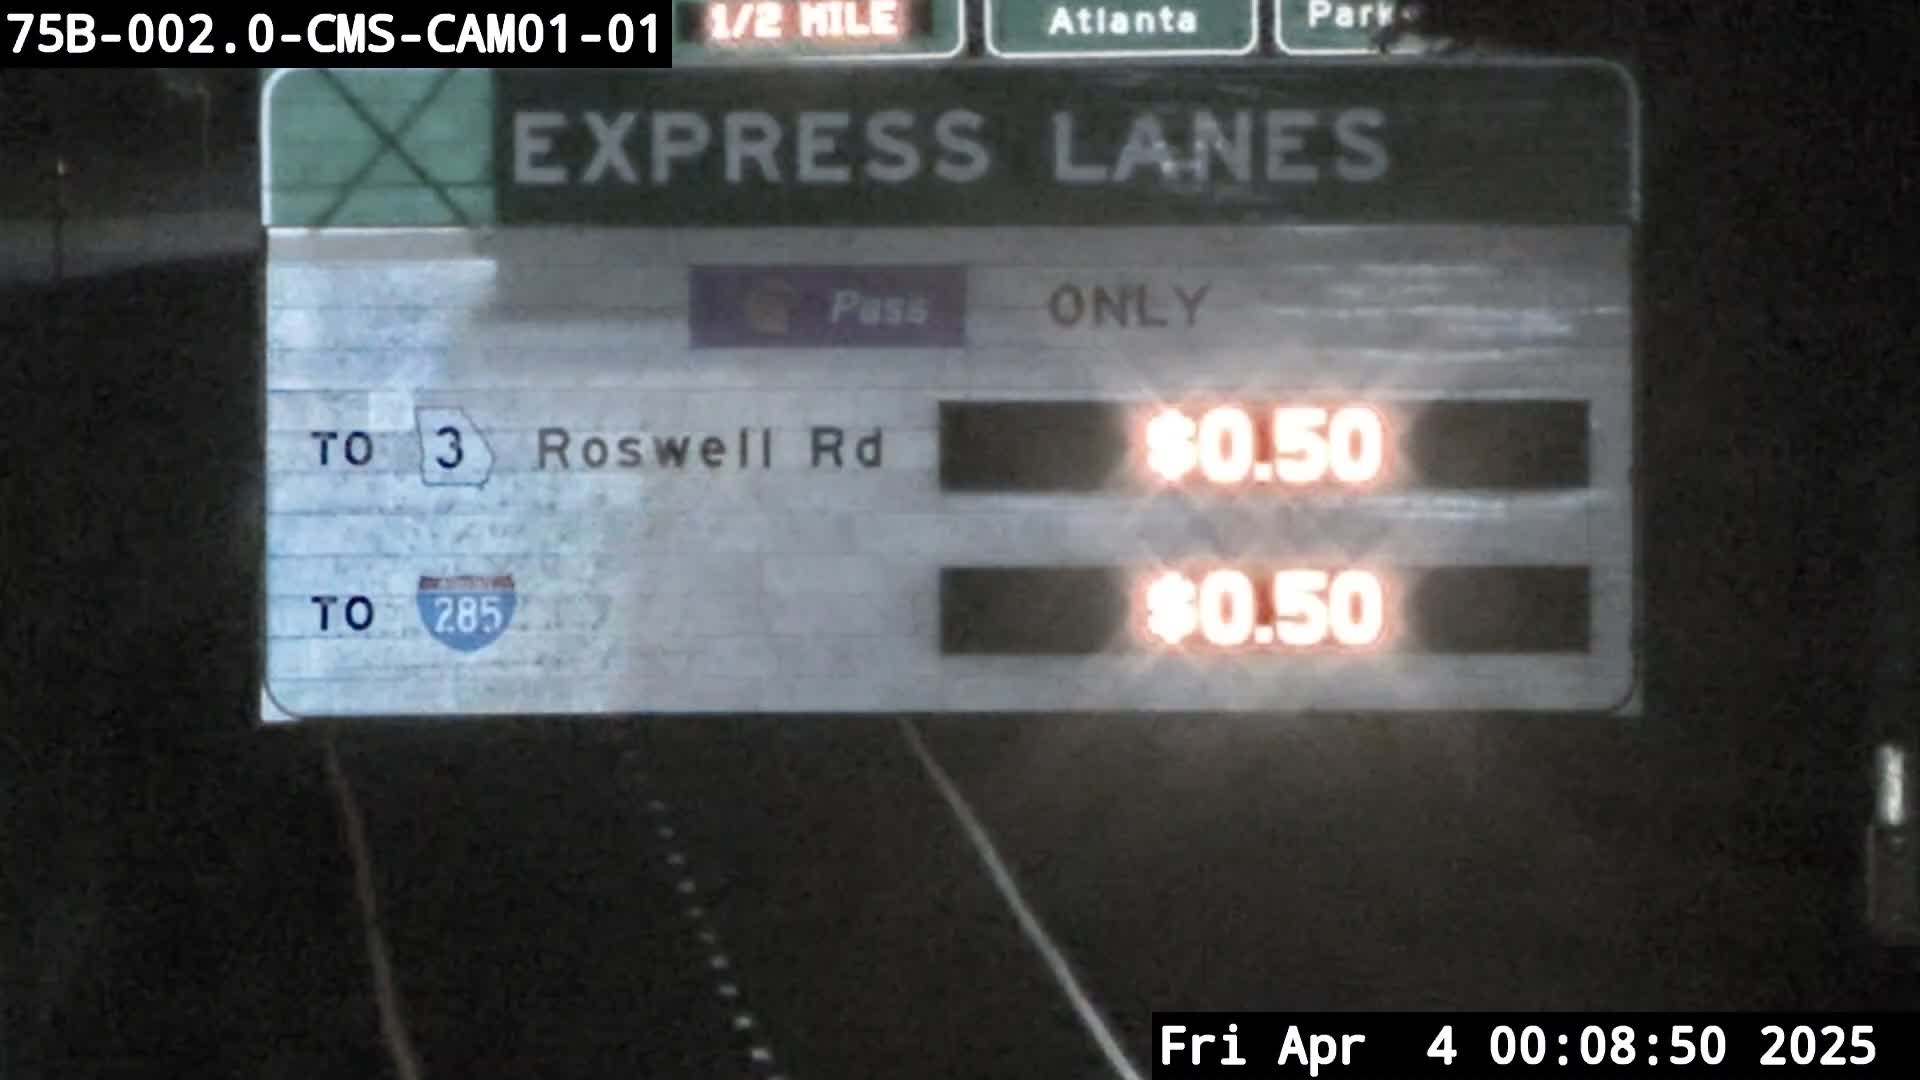 75B-002.0-CMS-CAM01-01
1/2 MILE
Atlanta
Park
EXPRESS LANES
Pass ONLY
TO 3 Roswell Rd $0.50
TO 285 $0.50
Fri Apr 4 00:08:50 2025